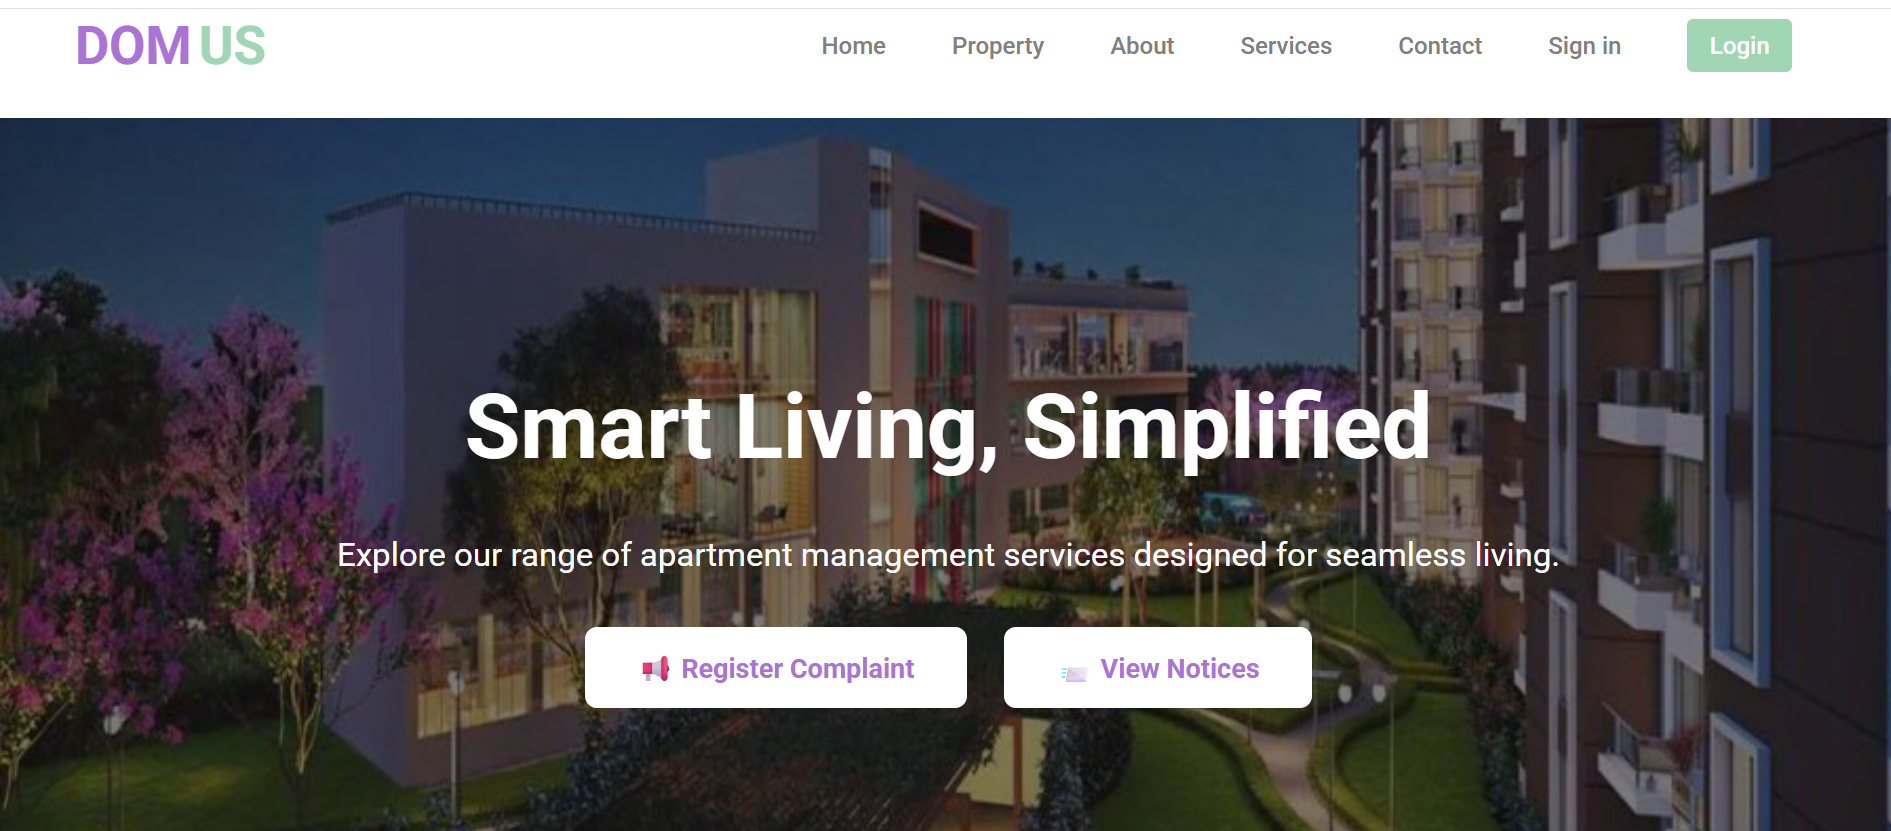 DOM US
Home Property About Services Contact Sign in Login
Smart Living, Simplified
Explore our range of apartment management services designed for seamless living.
Register Complaint View Notices